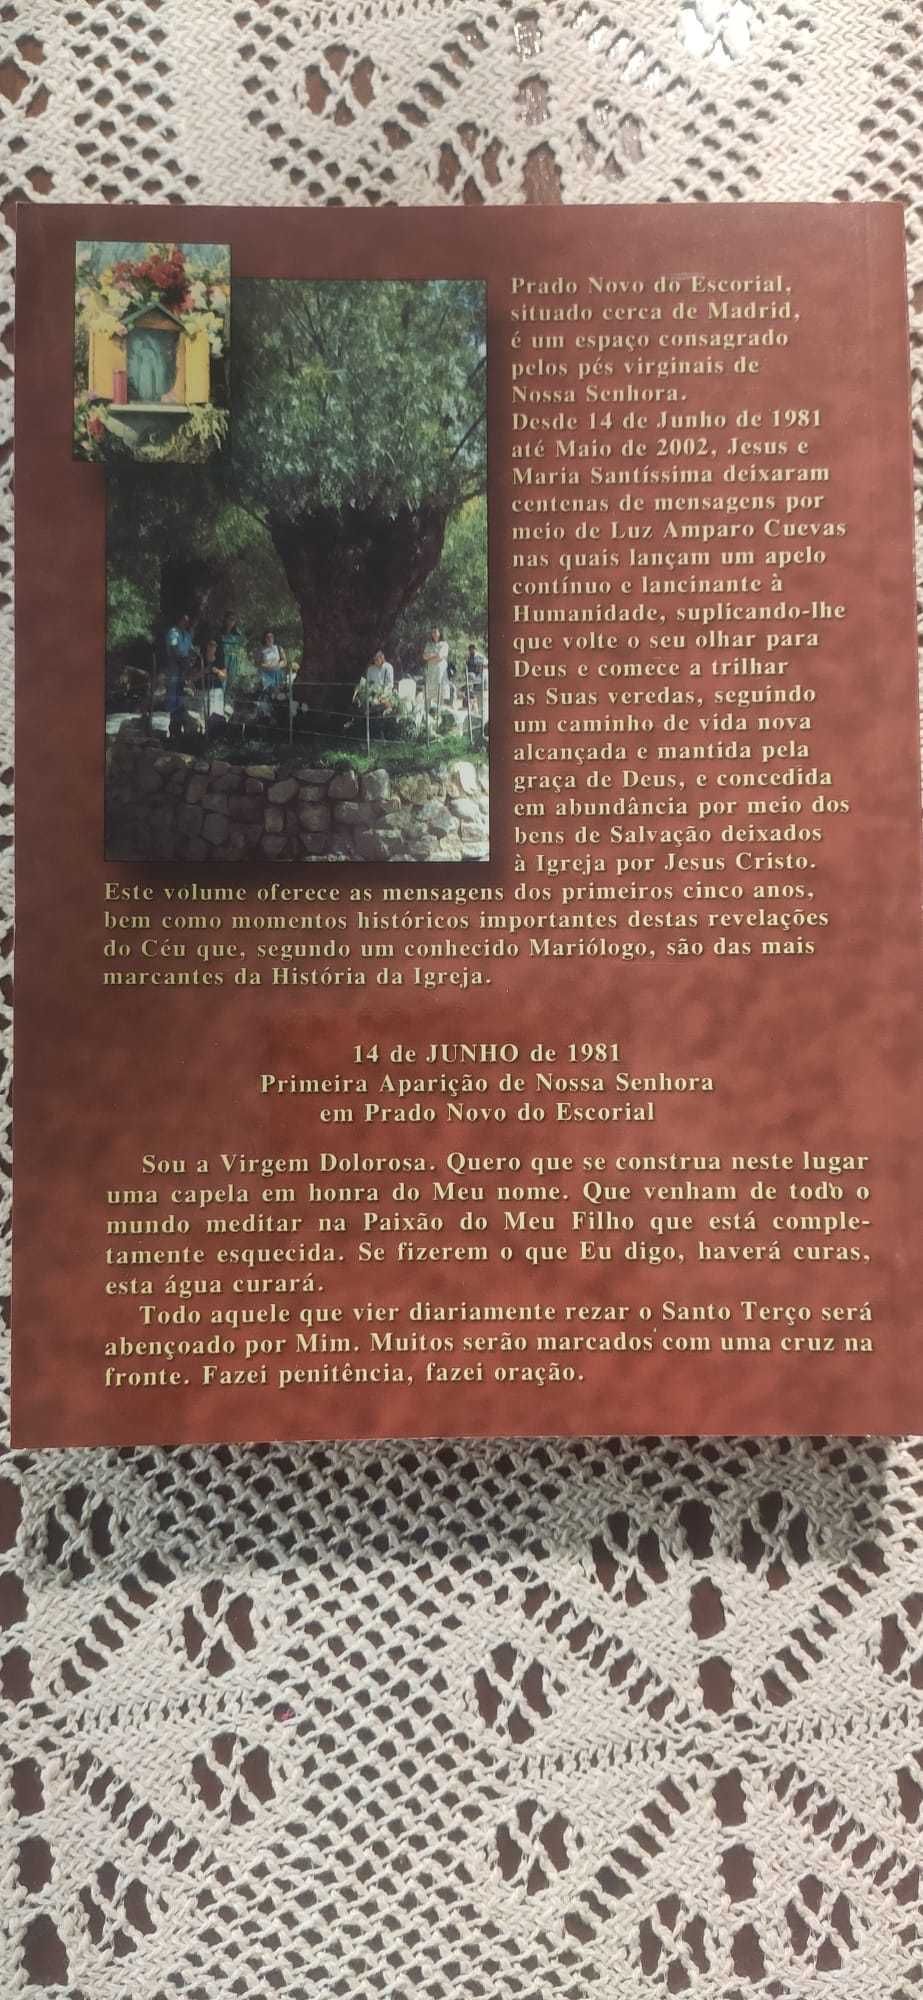 Prado Novo do Escorial,
situado cerca de Madrid,
é um espaço consagrado
pelos pés virginais de
Nossa Senhora.
Desde 14 de Junho de 1981
até Maio de 2002, Jesus e
Maria Santíssima deixaram
centenas de mensagens por
meio de Luz Amparo Cuevas
nas quais lançam um apelo
contínuo e lancinante à
Humanidade, suplicando-lhe
que volte o seu olhar para
Deus e comece a trilhar
as Suas veredas, seguindo
um caminho de vida nova
alcançada e mantida pela
graça de Deus, e concedida
em abundância por meio dos
bens de Salvação deixados
à Igreja por Jesus Cristo.
Este volume oferece as mensagens dos primeiros cinco anos,
bem como momentos históricos importantes destas revelações
do Céu que, segundo um conhecido Mariólogo, são das mais
marcantes da História da Igreja.
14 de JUNHO de 1981
Primeira Aparição de Nossa Senhora
em Prado Novo do Escorial
Sou a Virgem Dolorosa. Quero que se construa neste lugar
uma capela em honra do Meu nome. Que venham de todo o
mundo meditar na Paixão do Meu Filho que está comple-
tamente esquecida. Se fizerem o que Eu digo, haverá curas,
esta água curará.
Todo aquele que vier diariamente rezar o Santo Terço será
abençoado por Mim. Muitos serão marcados com uma cruz na
fronte. Fazei penitência, fazei oração.